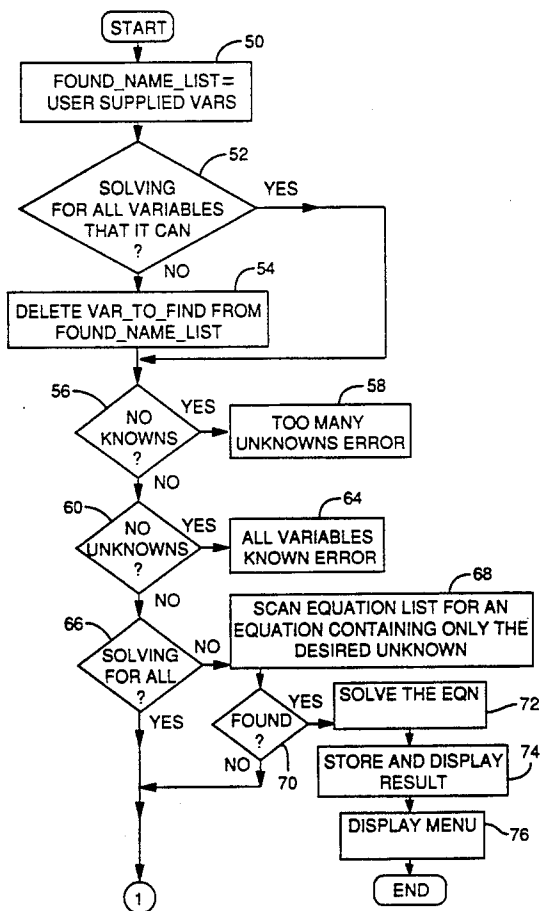 START
50
FOUND_NAME_LIST=
USER SUPPLIED VARS
52
SOLVING
FOR ALL VARIABLES
THAT IT CAN
?
YES
NO
54
DELETE VAR_TO_FIND FROM
FOUND_NAME_LIST
56
NO
KNOWNS
?
YES
NO
58
TOO MANY
UNKNOWNS ERROR
60
NO
UNKNOWNS
?
YES
NO
64
ALL VARIABLES
KNOWN ERROR
66
SOLVING
FOR ALL
?
NO
YES
68
SCAN EQUATION LIST FOR AN
EQUATION CONTAINING ONLY THE
DESIRED UNKNOWN
FOUND
?
70
YES
NO
SOLVE THE EQN
72
STORE AND DISPLAY
RESULT
74
DISPLAY MENU
76
END
1